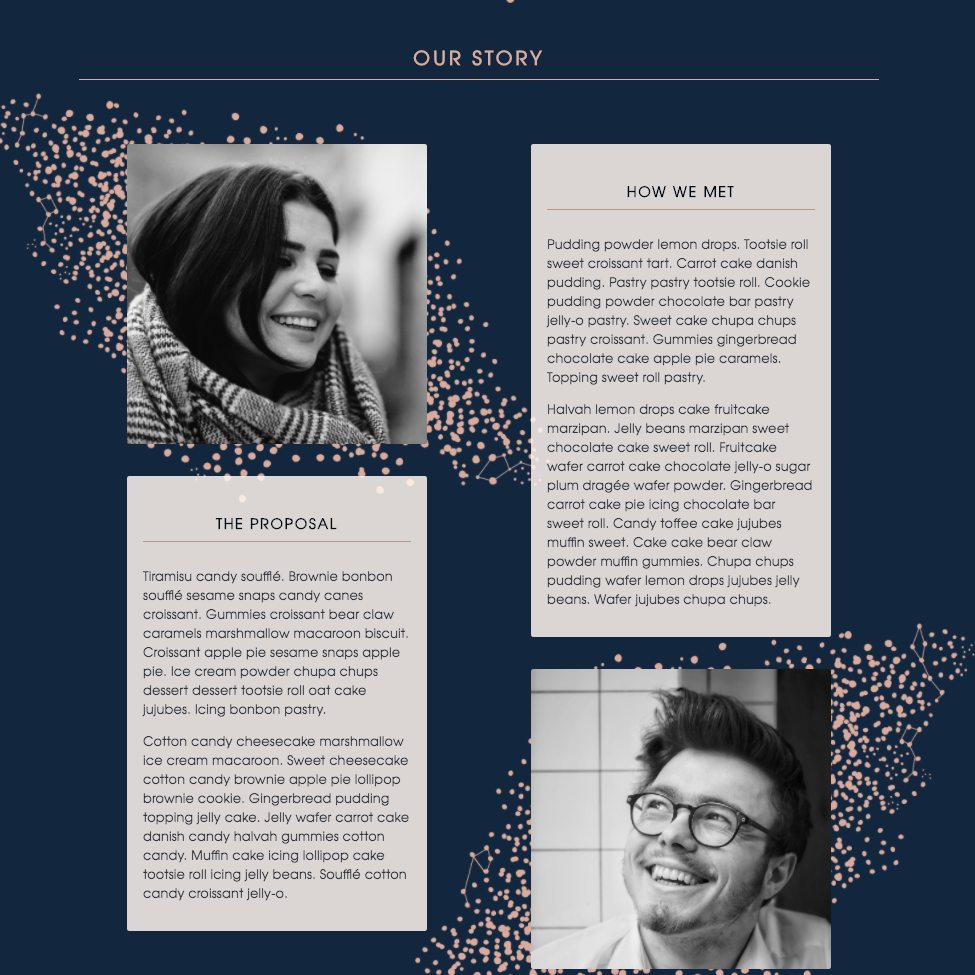 OUR STORY
HOW WE MET
Pudding powder lemon drops. Tootsie roll
sweet croissant tart. Carrot cake danish
pudding. Pastry pastry tootsie roll. Cookie
pudding powder chocolate bar pastry
jelly-o pastry. Sweet cake chupa chups
pastry croissant. Gummies gingerbread
chocolate cake apple pie caramels.
Topping sweet roll pastry.
Halvah lemon drops cake fruitcake
marzipan. Jelly beans marzipan sweet
chocolate cake sweet roll. Fruitcake
wafer carrot cake chocolate jelly-o sugar
plum dragée wafer powder. Gingerbread
carrot cake pie icing chocolate bar
sweet roll. Candy toffee cake jujubes
muffin sweet. Cake cake bear claw
powder muffin gummies. Chupa chups
pudding wafer lemon drops jujubes jelly
beans. Wafer jujubes chupa chups.
THE PROPOSAL
Tiramisu candy soufflé. Brownie bonbon
soufflé sesame snaps candy canes
croissant. Gummies croissant bear claw
caramels marshmallow macaroon biscuit.
Croissant apple pie sesame snaps apple
pie. Ice cream powder chupa chups
dessert dessert tootsie roll oat cake
jujubes. Icing bonbon pastry.
Cotton candy cheesecake marshmallow
ice cream macaroon. Sweet cheesecake
cotton candy brownie apple pie lollipop
brownie cookie. Gingerbread pudding
topping jelly cake. Jelly wafer carrot cake
danish candy halvah gummies cotton
candy. Muffin cake icing lollipop cake
tootsie roll icing jelly beans. Soufflé cotton
candy croissant jelly-o.